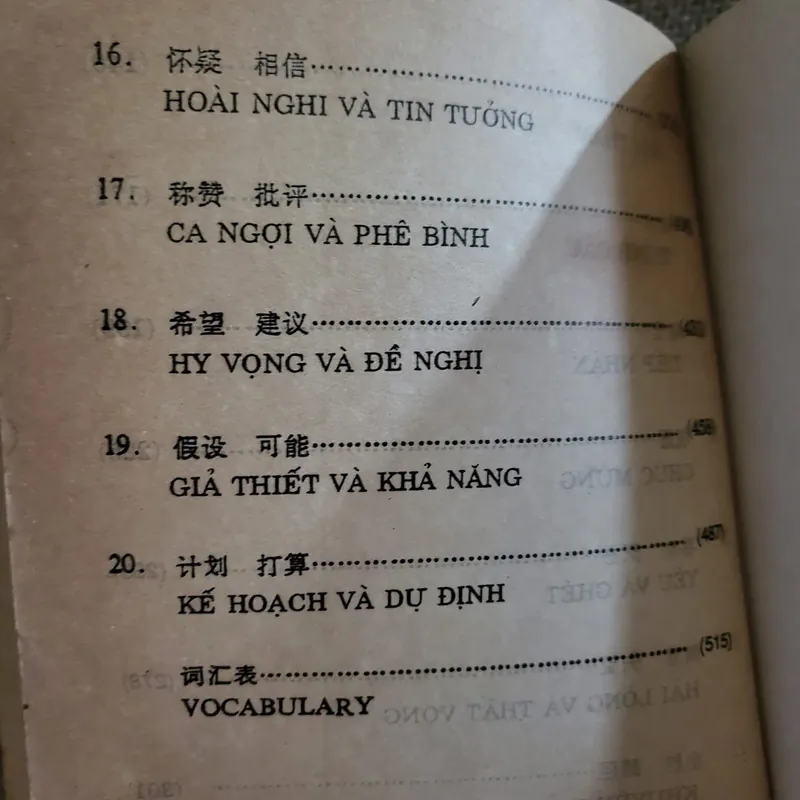 16. 怀疑 相信
HOÀI NGHI VÀ TIN TƯỞNG
17. 称赞 批评
CA NGỢI VÀ PHÊ BÌNH
18. 希望 建议
HY VỌNG VÀ ĐỀ NGHỊ
19. 假设 可能 (458)
GIẢ THIẾT VÀ KHẢ NĂNG
20. 计划 打算 (487)
KẾ HOẠCH VÀ DỰ ĐỊNH
词汇表 (515)
VOCABULARY